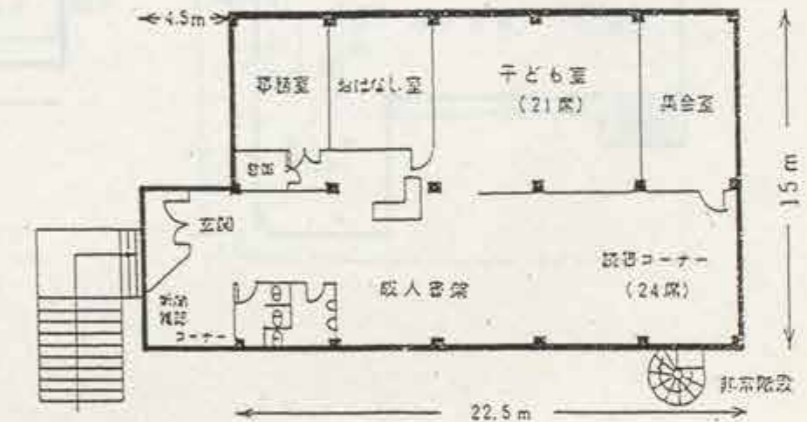 4.5m
事務室
おはなし室
子ども室
(21席)
集会室
15m
玄関
新聞
雑誌
コーナー
成人書架
読書コーナー
(24席)
非常階段
22.5m